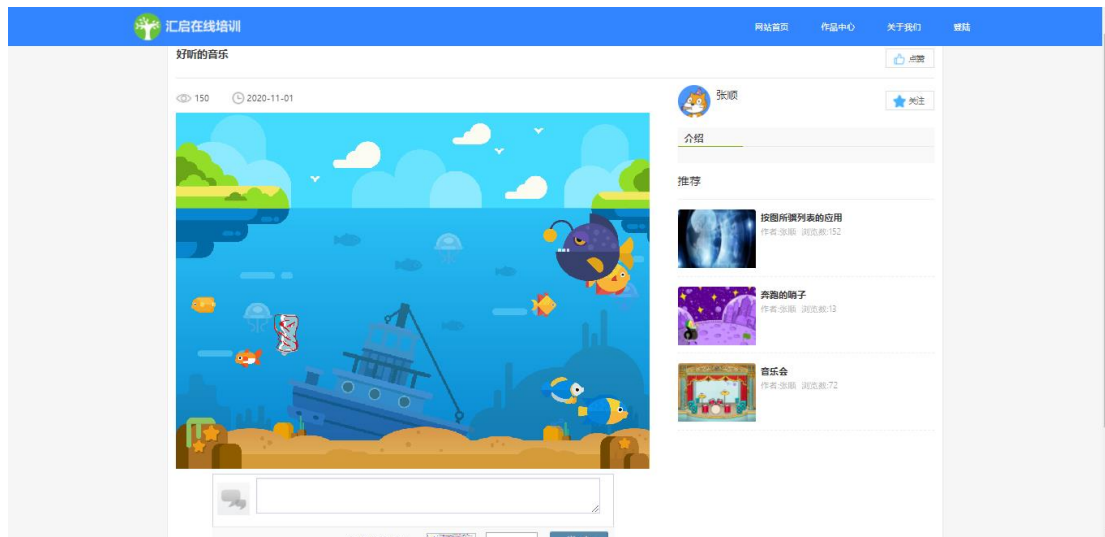 汇启在线培训
网站首页 作品中心 关于我们 登陆
好听的音乐
点赞
150 2020-11-01
张顺
关注
介绍
推荐
按图所骥列表的应用
作者:张顺 浏览数:152
奔跑的哨子
作者:张顺 浏览数:13
音乐会
作者:张顺 浏览数:72